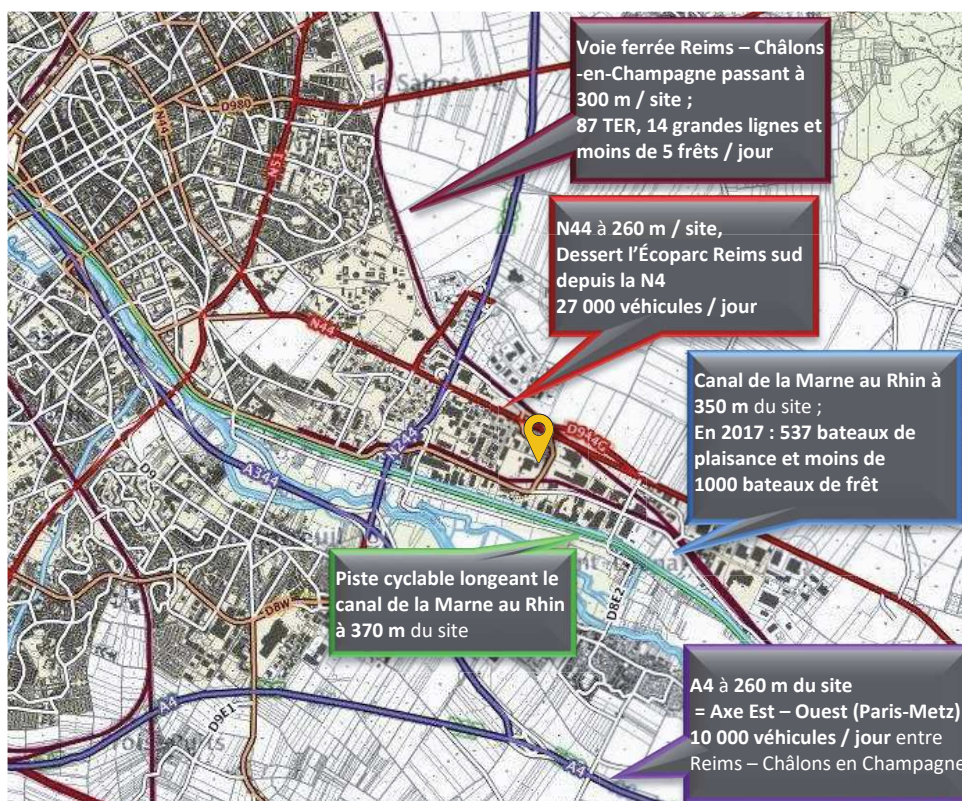 Voie ferrée Reims – Châlons
-en-Champagne passant à
300 m / site ;
87 TER, 14 grandes lignes et
moins de 5 frêts / jour
D980
N44
N51
N44 à 260 m / site,
Dessert l'Écoparc Reims sud
depuis la N4
27 000 véhicules / jour
N44
Canal de la Marne au Rhin à
350 m du site ;
En 2017 : 537 bateaux de
plaisance et moins de
1000 bateaux de frêt
D944G
N244
A344
D9
Piste cyclable longeant le
canal de la Marne au Rhin
à 370 m du site
D8E2
D8W
A4 à 260 m du site
= Axe Est – Ouest (Paris-Metz)
10 000 véhicules / jour entre
Reims – Châlons en Champagne
A4
D9E1
A4